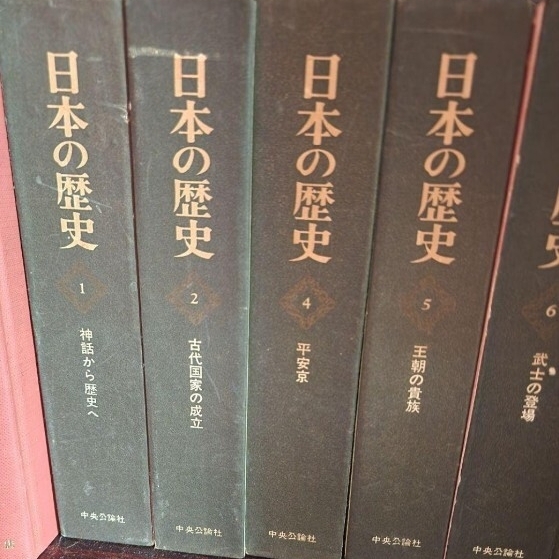 日本の歴史
1
神話から歴史へ
中央公論社
日本の歴史
2
古代国家の成立
中央公論社
日本の歴史
4
平安京
中央公論社
日本の歴史
5
王朝の貴族
中央公論社
歴史
6
武士の登場
中央公論社